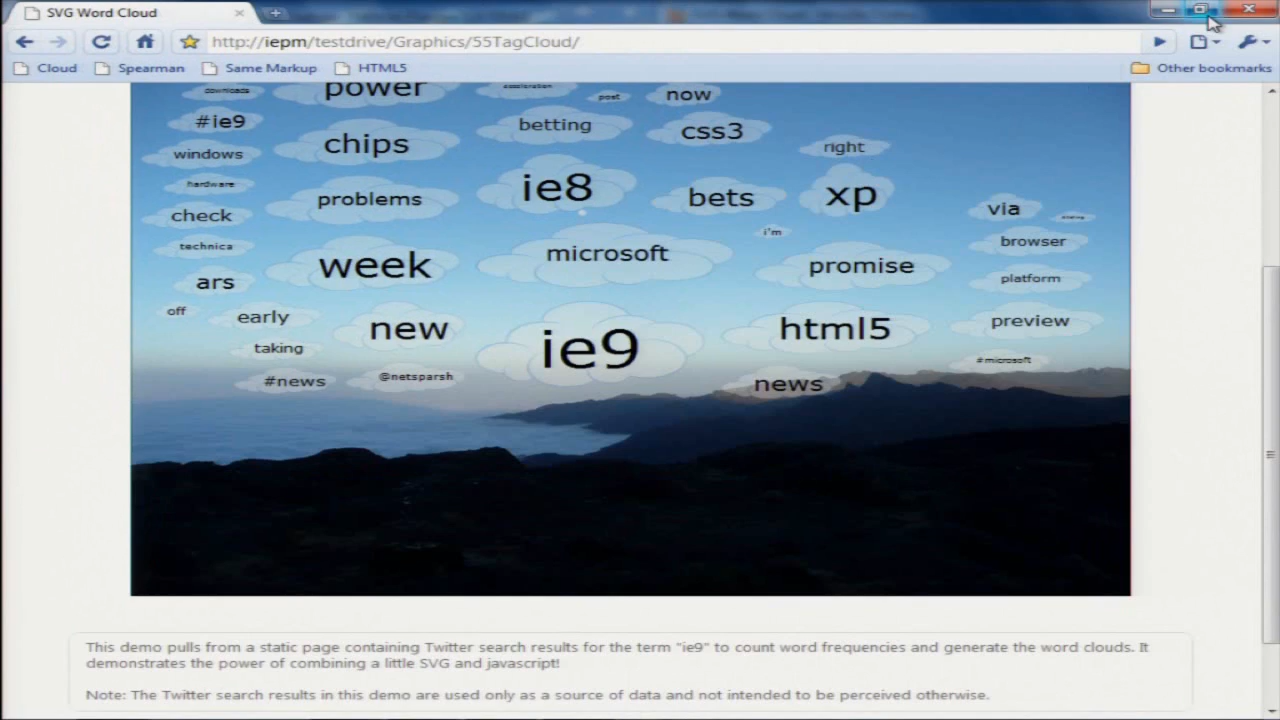 SVG Word Cloud
http://iepm/testdrive/Graphics/55TagCloud/
Cloud Spearman Same Markup HTML5 Other bookmarks
downloads power acceleration post now
#ie9 chips betting css3 right
windows
hardware problems ie8 bets xp via
check
technica week microsoft i'm promise browser
ars platform
off early new ie9 html5 preview
taking #microsoft
#news @netsparsh news
This demo pulls from a static page containing Twitter search results for the term "ie9" to count word frequencies and generate the word clouds. It
demonstrates the power of combining a little SVG and javascript!
Note: The Twitter search results in this demo are used only as a source of data and not intended to be perceived otherwise.